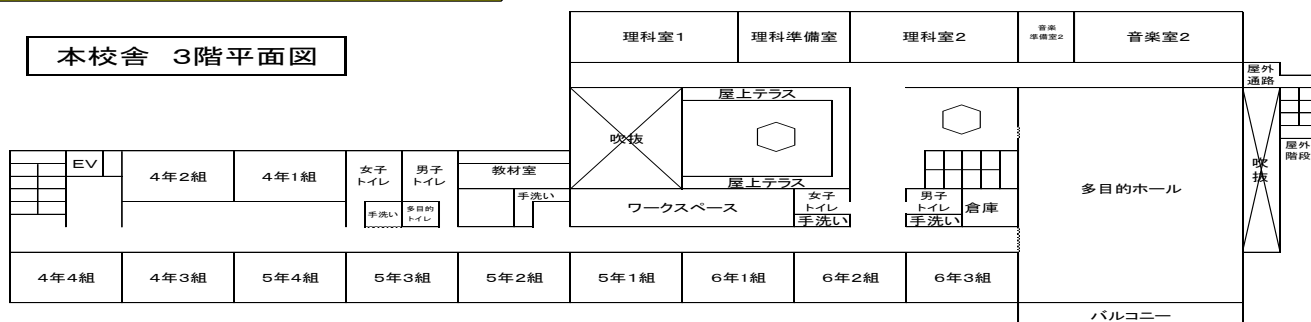 本校舎 3階平面図
理科室1
理科準備室
理科室2
音楽
準備室2
音楽室2
屋外
通路
屋上テラス
吹抜
屋上テラス
EV
4年2組
4年1組
女子
トイレ
男子
トイレ
手洗い
多目的
トイレ
教材室
手洗い
ワークスペース
女子
トイレ
手洗い
男子
トイレ
手洗い
倉庫
多目的ホール
吹
抜
屋外
階段
4年4組
4年3組
5年4組
5年3組
5年2組
5年1組
6年1組
6年2組
6年3組
バルコニー